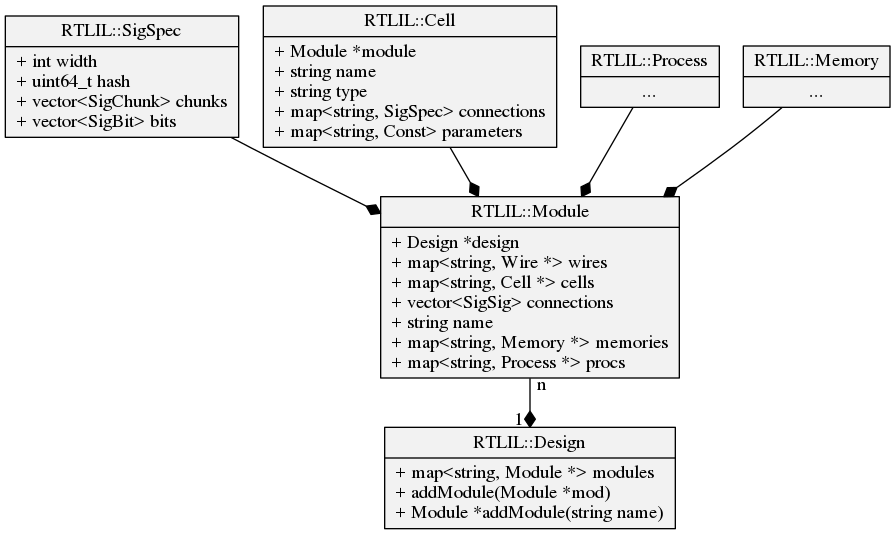 RTLIL::SigSpec
+ int width
+ uint64_t hash
+ vector<SigChunk> chunks
+ vector<SigBit> bits
RTLIL::Cell
+ Module *module
+ string name
+ string type
+ map<string, SigSpec> connections
+ map<string, Const> parameters
RTLIL::Process
...
RTLIL::Memory
...
RTLIL::Module
+ Design *design
+ map<string, Wire *> wires
+ map<string, Cell *> cells
+ vector<SigSig> connections
+ string name
+ map<string, Memory *> memories
+ map<string, Process *> procs
n
1
RTLIL::Design
+ map<string, Module *> modules
+ addModule(Module *mod)
+ Module *addModule(string name)